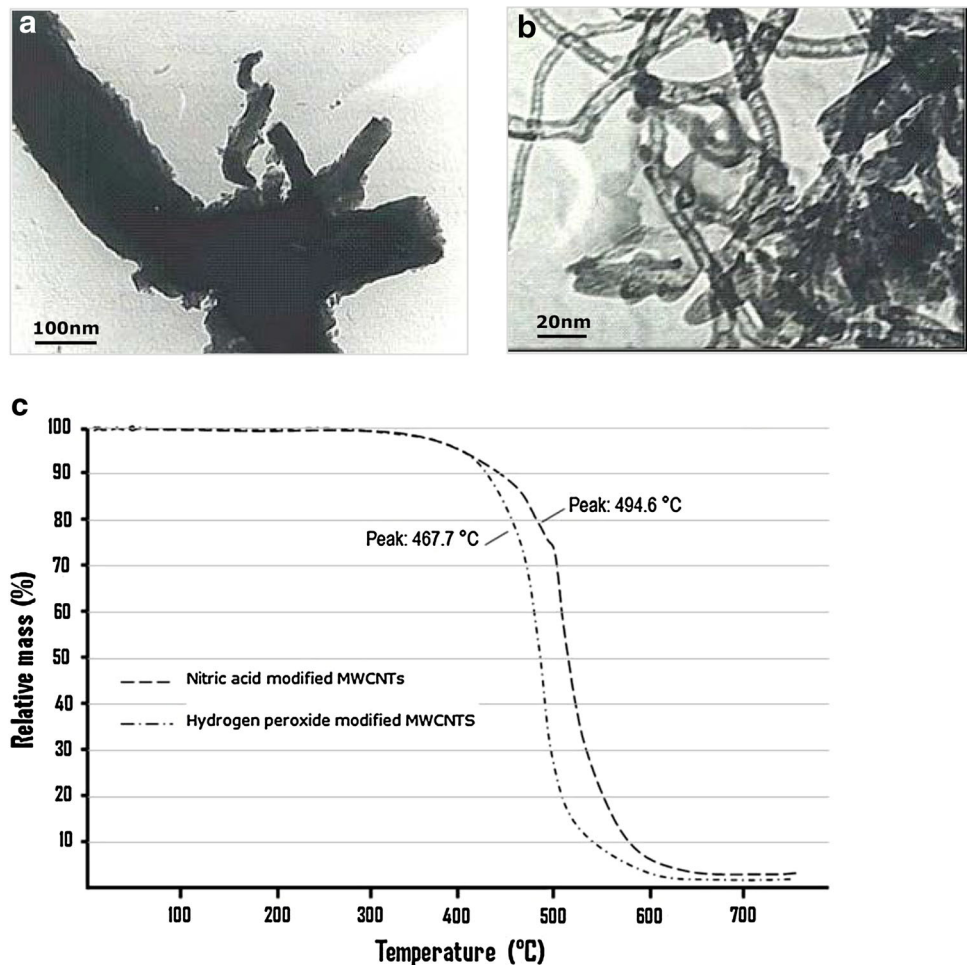 a
100nm
b
20nm
c
100
90
80
70
60
50
40
30
20
10
Relative mass (%)
Peak: 494.6 °C
Peak: 467.7 °C
Nitric acid modified MWCNTs
Hydrogen peroxide modified MWCNTS
100 200 300 400 500 600 700
Temperature (ºC)